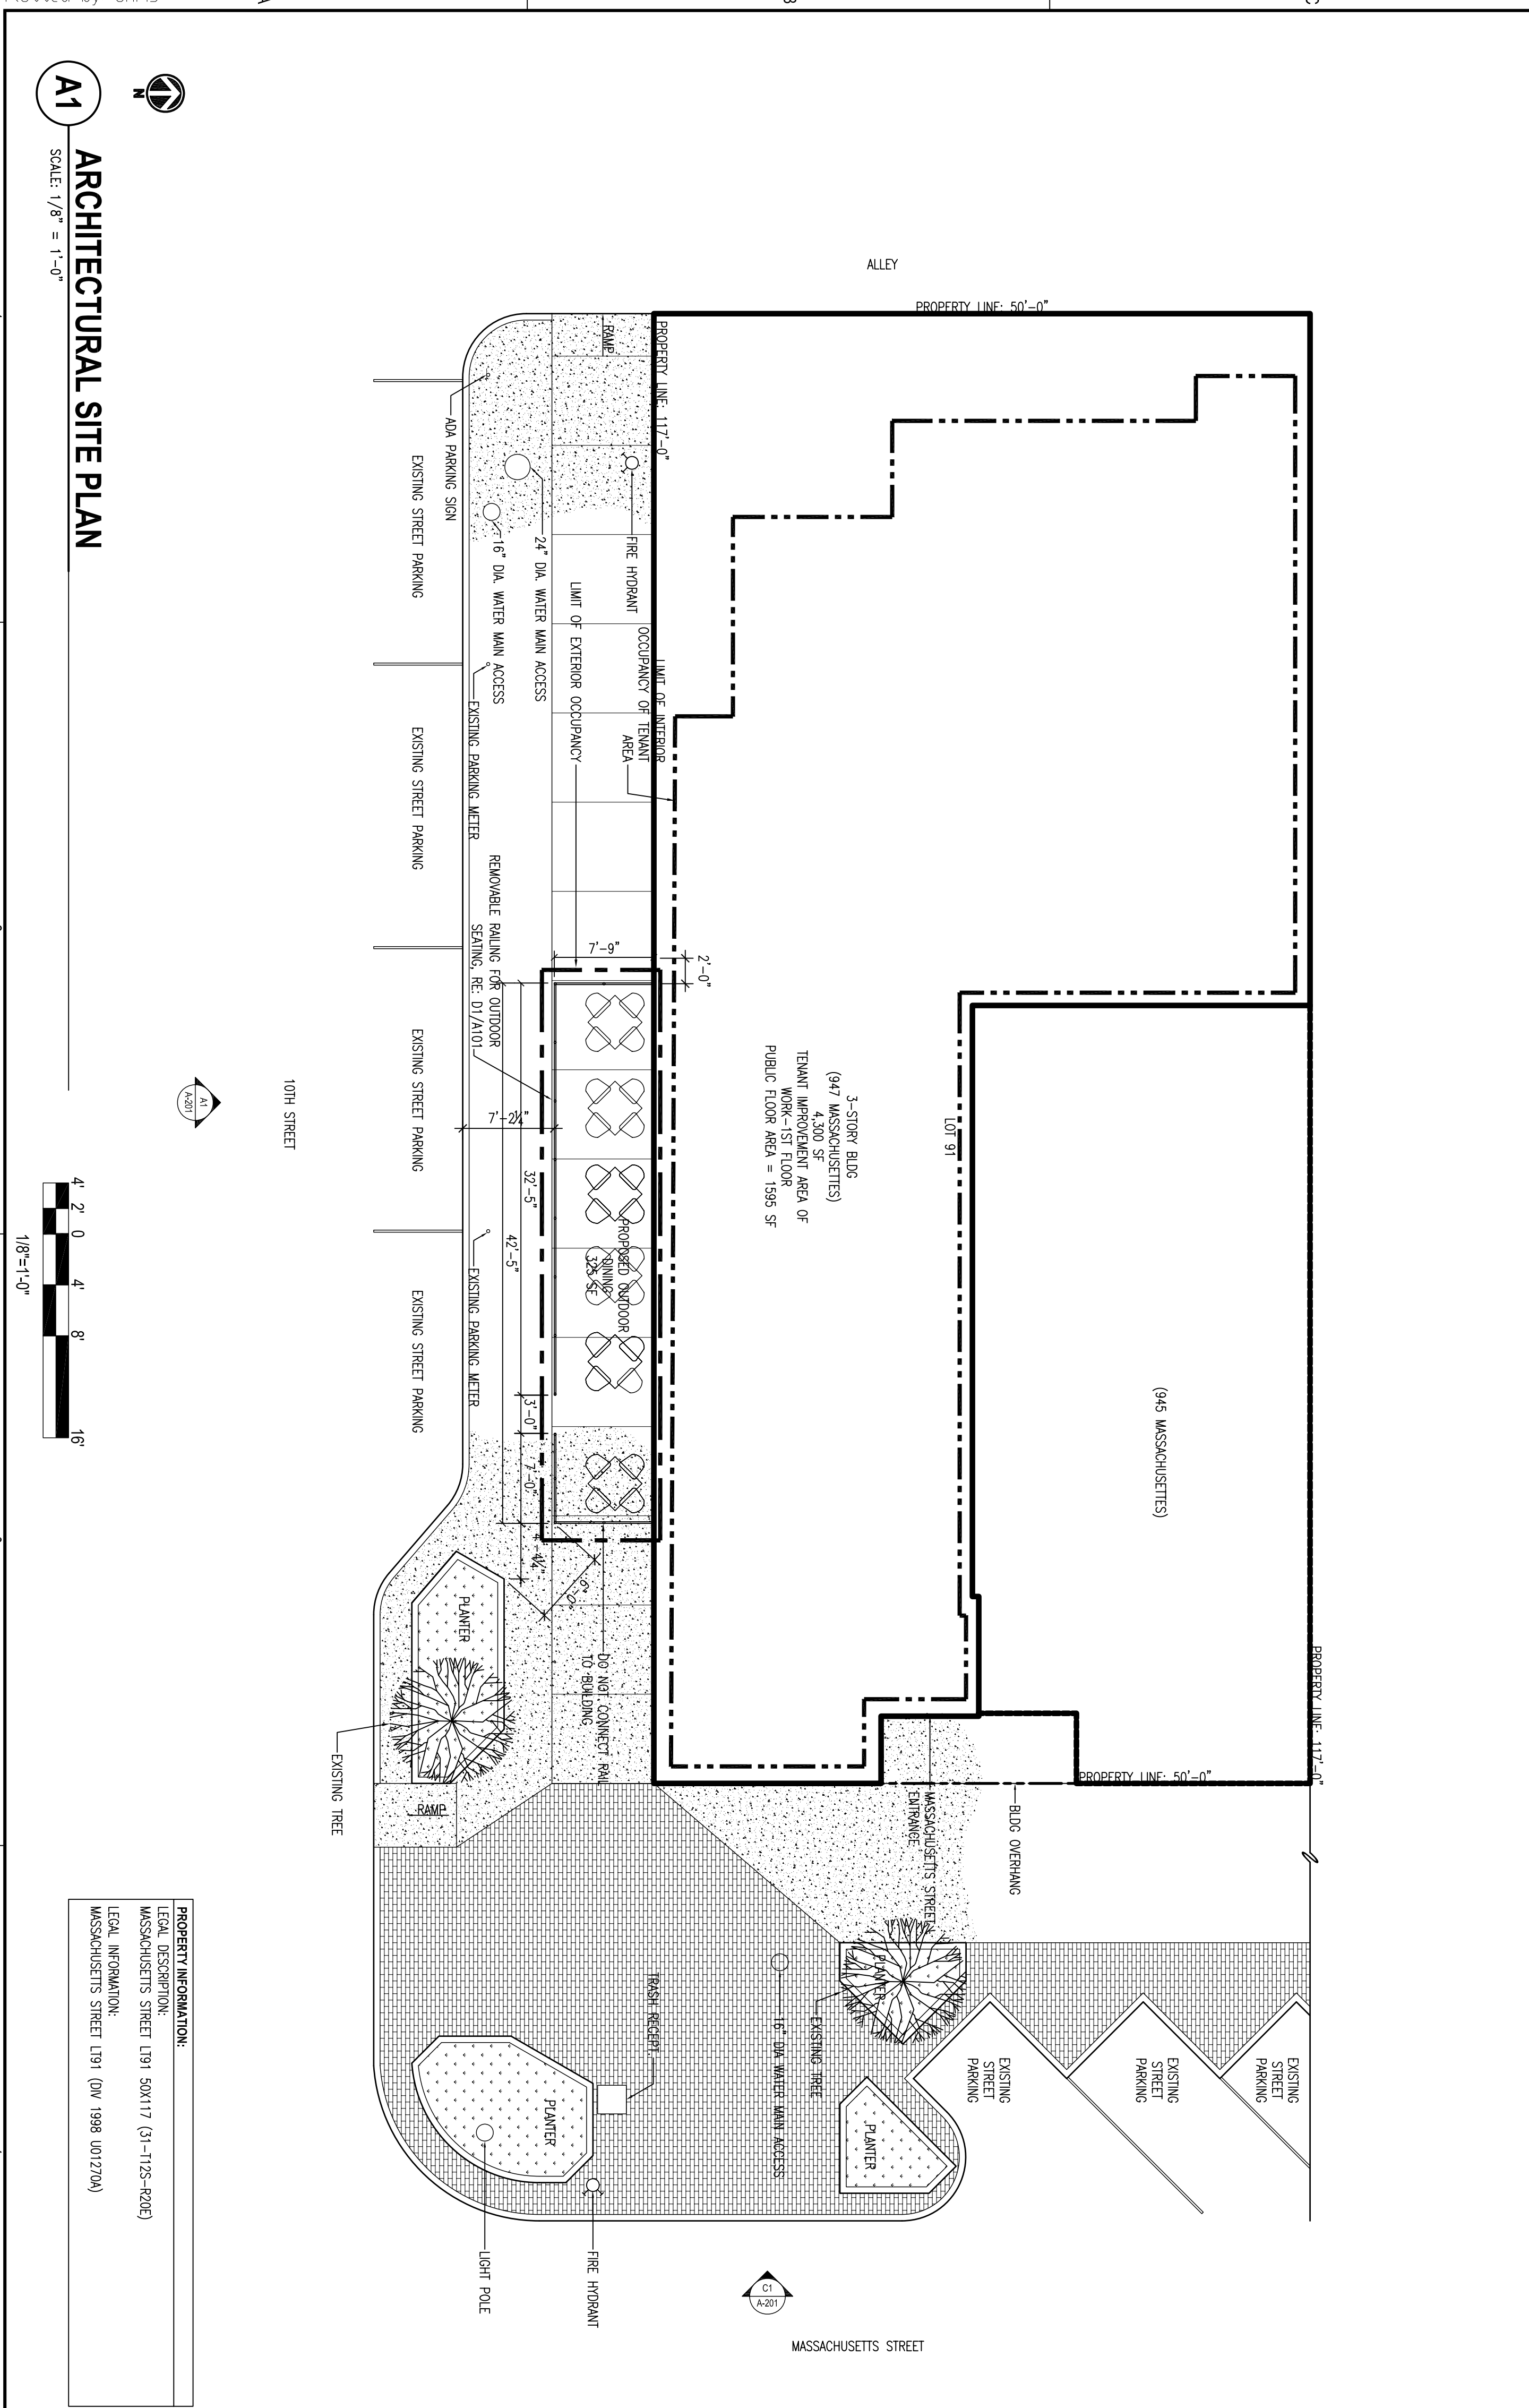 ALLEY
PROPERTY LINE: 50'-0"
PROPERTY LINE: 117'-0"
RAMP
ADA PARKING SIGN
EXISTING STREET PARKING
16" DIA. WATER MAIN ACCESS
24" DIA. WATER MAIN ACCESS
FIRE HYDRANT
LIMIT OF EXTERIOR OCCUPANCY
LIMIT OF INTERIOR
OCCUPANCY OF TENANT
AREA
EXISTING PARKING METER
EXISTING STREET PARKING
REMOVABLE RAILING FOR OUTDOOR
SEATING, RE: D1/A101
7'-9"
2'-0"
7'-2¼"
32'-5"
42'-5"
3'-0"
7'-0"
4'-4¼"
6'-0"
EXISTING STREET PARKING
PROPOSED OUTDOOR
DINING
325 SF
3-STORY BLDG
(947 MASSACHUSETTES)
4,300 SF
TENANT IMPROVEMENT AREA OF
WORK-1ST FLOOR
PUBLIC FLOOR AREA = 1595 SF
LOT 91
(945 MASSACHUSETTES)
EXISTING PARKING METER
EXISTING STREET PARKING
10TH STREET
A1
A-201
DO NOT CONNECT RAIL
TO BUILDING
PLANTER
EXISTING TREE
RAMP
PROPERTY LINE: 117'-0"
PROPERTY LINE: 50'-0"
BLDG OVERHANG
MASSACHUSETTS STREET
ENTRANCE
PLANTER
EXISTING TREE
16" DIA WATER MAIN ACCESS
TRASH RECEPT.
PLANTER
PLANTER
EXISTING
STREET
PARKING
EXISTING
STREET
PARKING
EXISTING
STREET
PARKING
LIGHT POLE
FIRE HYDRANT
C1
A-201
MASSACHUSETTS STREET
N
A1
ARCHITECTURAL SITE PLAN
SCALE: 1/8" = 1'-0"
4' 2' 0 4' 8' 16'
1/8"=1'-0"
PROPERTY INFORMATION:
LEGAL DESCRIPTION:
MASSACHUSETTS STREET LT91 50X117 (31-T12S-R20E)
LEGAL INFORMATION:
MASSACHUSETTS STREET LT91 (DIV 1998 U01270A)